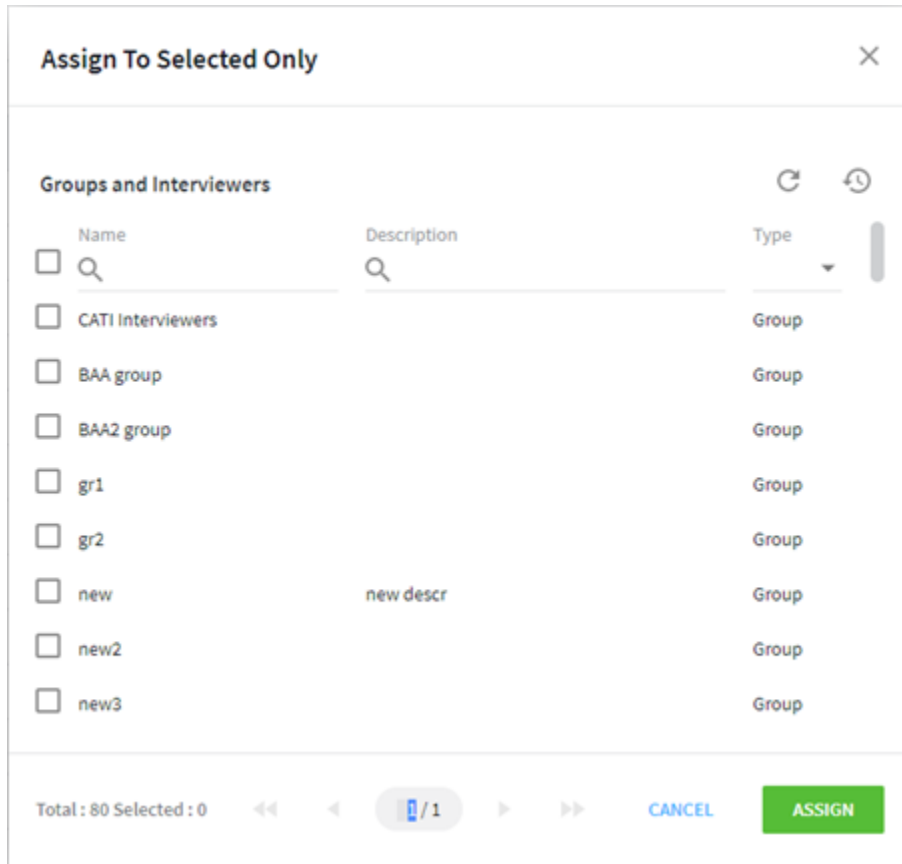 Assign To Selected Only
Groups and Interviewers
Name Description Type
CATI Interviewers Group
BAA group Group
BAA2 group Group
gr1 Group
gr2 Group
new new descr Group
new2 Group
new3 Group
Total : 80 Selected : 0 1 / 1 CANCEL ASSIGN